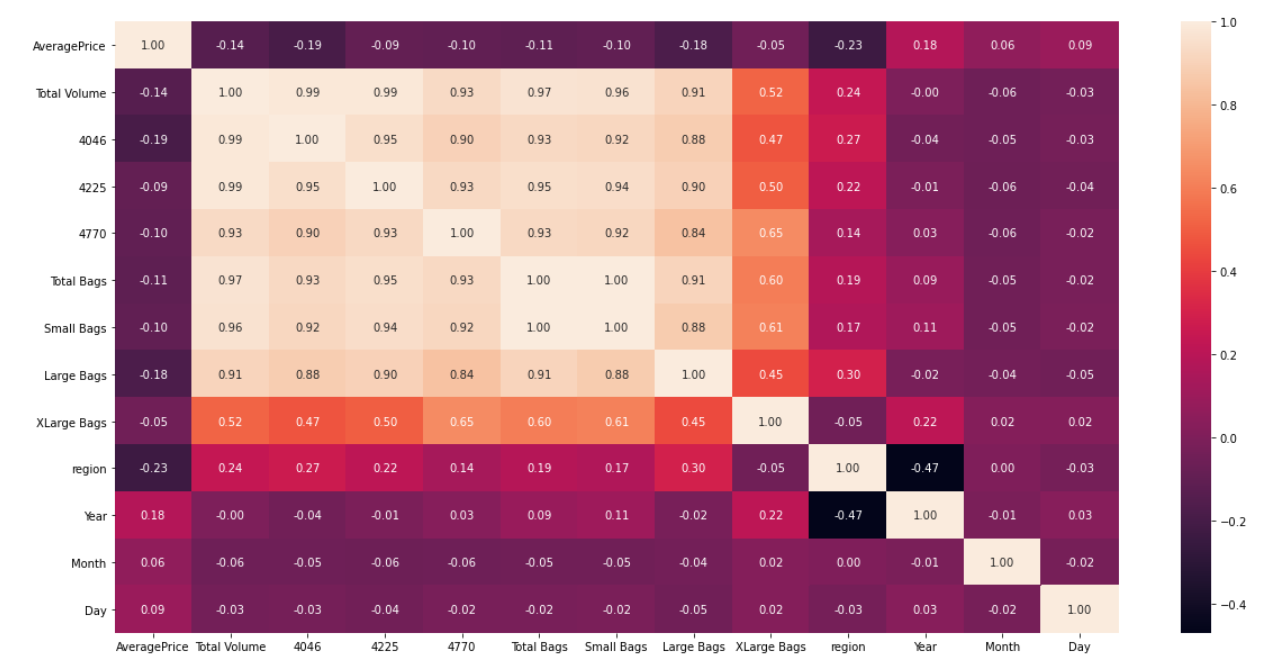 1.0
AveragePrice 1.00 -0.14 -0.19 -0.09 -0.10 -0.11 -0.10 -0.18 -0.05 -0.23 0.18 0.06 0.09
Total Volume -0.14 1.00 0.99 0.99 0.93 0.97 0.96 0.91 0.52 0.24 -0.00 -0.06 -0.03
0.8
4046 -0.19 0.99 1.00 0.95 0.90 0.93 0.92 0.88 0.47 0.27 -0.04 -0.05 -0.03
4225 -0.09 0.99 0.95 1.00 0.93 0.95 0.94 0.90 0.50 0.22 -0.01 -0.06 -0.04
0.6
4770 -0.10 0.93 0.90 0.93 1.00 0.93 0.92 0.84 0.65 0.14 0.03 -0.06 -0.02
Total Bags -0.11 0.97 0.93 0.95 0.93 1.00 1.00 0.91 0.60 0.19 0.09 -0.05 -0.02
0.4
Small Bags -0.10 0.96 0.92 0.94 0.92 1.00 1.00 0.88 0.61 0.17 0.11 -0.05 -0.02
0.2
Large Bags -0.18 0.91 0.88 0.90 0.84 0.91 0.88 1.00 0.45 0.30 -0.02 -0.04 -0.05
XLarge Bags -0.05 0.52 0.47 0.50 0.65 0.60 0.61 0.45 1.00 -0.05 0.22 0.02 0.02
0.0
region -0.23 0.24 0.27 0.22 0.14 0.19 0.17 0.30 -0.05 1.00 -0.47 0.00 -0.03
Year 0.18 -0.00 -0.04 -0.01 0.03 0.09 0.11 -0.02 0.22 -0.47 1.00 -0.01 0.03
-0.2
Month 0.06 -0.06 -0.05 -0.06 -0.06 -0.05 -0.05 -0.04 0.02 0.00 -0.01 1.00 -0.02
Day 0.09 -0.03 -0.03 -0.04 -0.02 -0.02 -0.02 -0.05 0.02 -0.03 0.03 -0.02 1.00
-0.4
AveragePrice Total Volume 4046 4225 4770 Total Bags Small Bags Large Bags XLarge Bags region Year Month Day